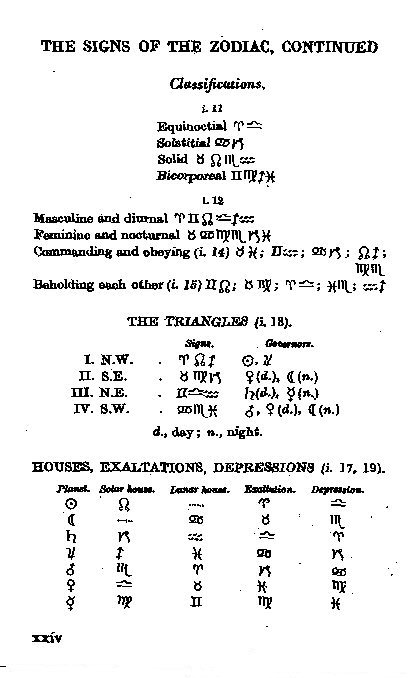 THE SIGNS OF THE ZODIAC, CONTINUED
Classifications.
i. 11
Equinoctial ♈♎
Solstitial ♋♑
Solid ♉♌♏♒
Bicorporeal ♊♍♐♓
i. 12
Masculine and diurnal ♈♊♌♎♐♒
Feminine and nocturnal ♉♋♍♏♑♓
Commanding and obeying (i. 14) ♉♓; ♊♒; ♋♑; ♌♐;
♍♏
Beholding each other (i. 15) ♊♌; ♉♍; ♈♎; ♓♏; ♒♐
THE TRIANGLES (i. 18).
Signs. Governors.
I. N.W. . ♈♌♐ ☉, ♃
II. S.E. . ♉♍♑ ♀(d.), ☾(n.)
III. N.E. . ♊♎♒ ♄(d.), ☿(n.)
IV. S.W. . ♋♏♓ ♂, ♀(d.), ☾(n.)
d., day; n., night.
HOUSES, EXALTATIONS, DEPRESSIONS (i. 17, 19).
Planet. Solar house. Lunar house. Exaltation. Depression.
☉ ♌ — ♈ ♎
☾ — ♋ ♉ ♏
♄ ♑ ♒ ♎ ♈
♃ ♐ ♓ ♋ ♑
♂ ♏ ♈ ♑ ♋
♀ ♎ ♉ ♓ ♍
☿ ♍ ♊ ♍ ♓
xxiv